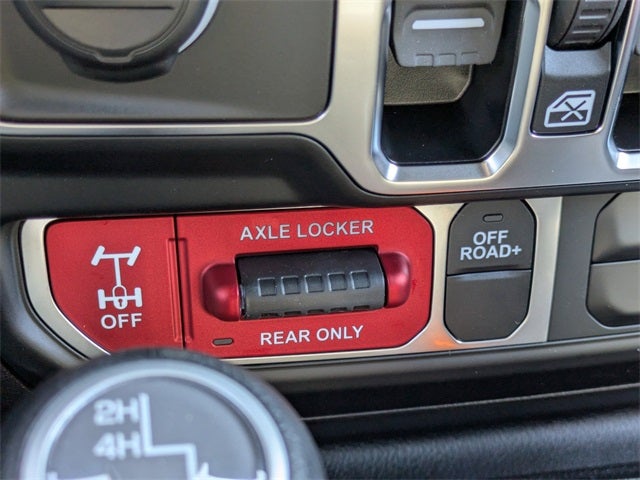 AXLE LOCKER
OFF
ROAD+
OFF
REAR ONLY
2H
4H